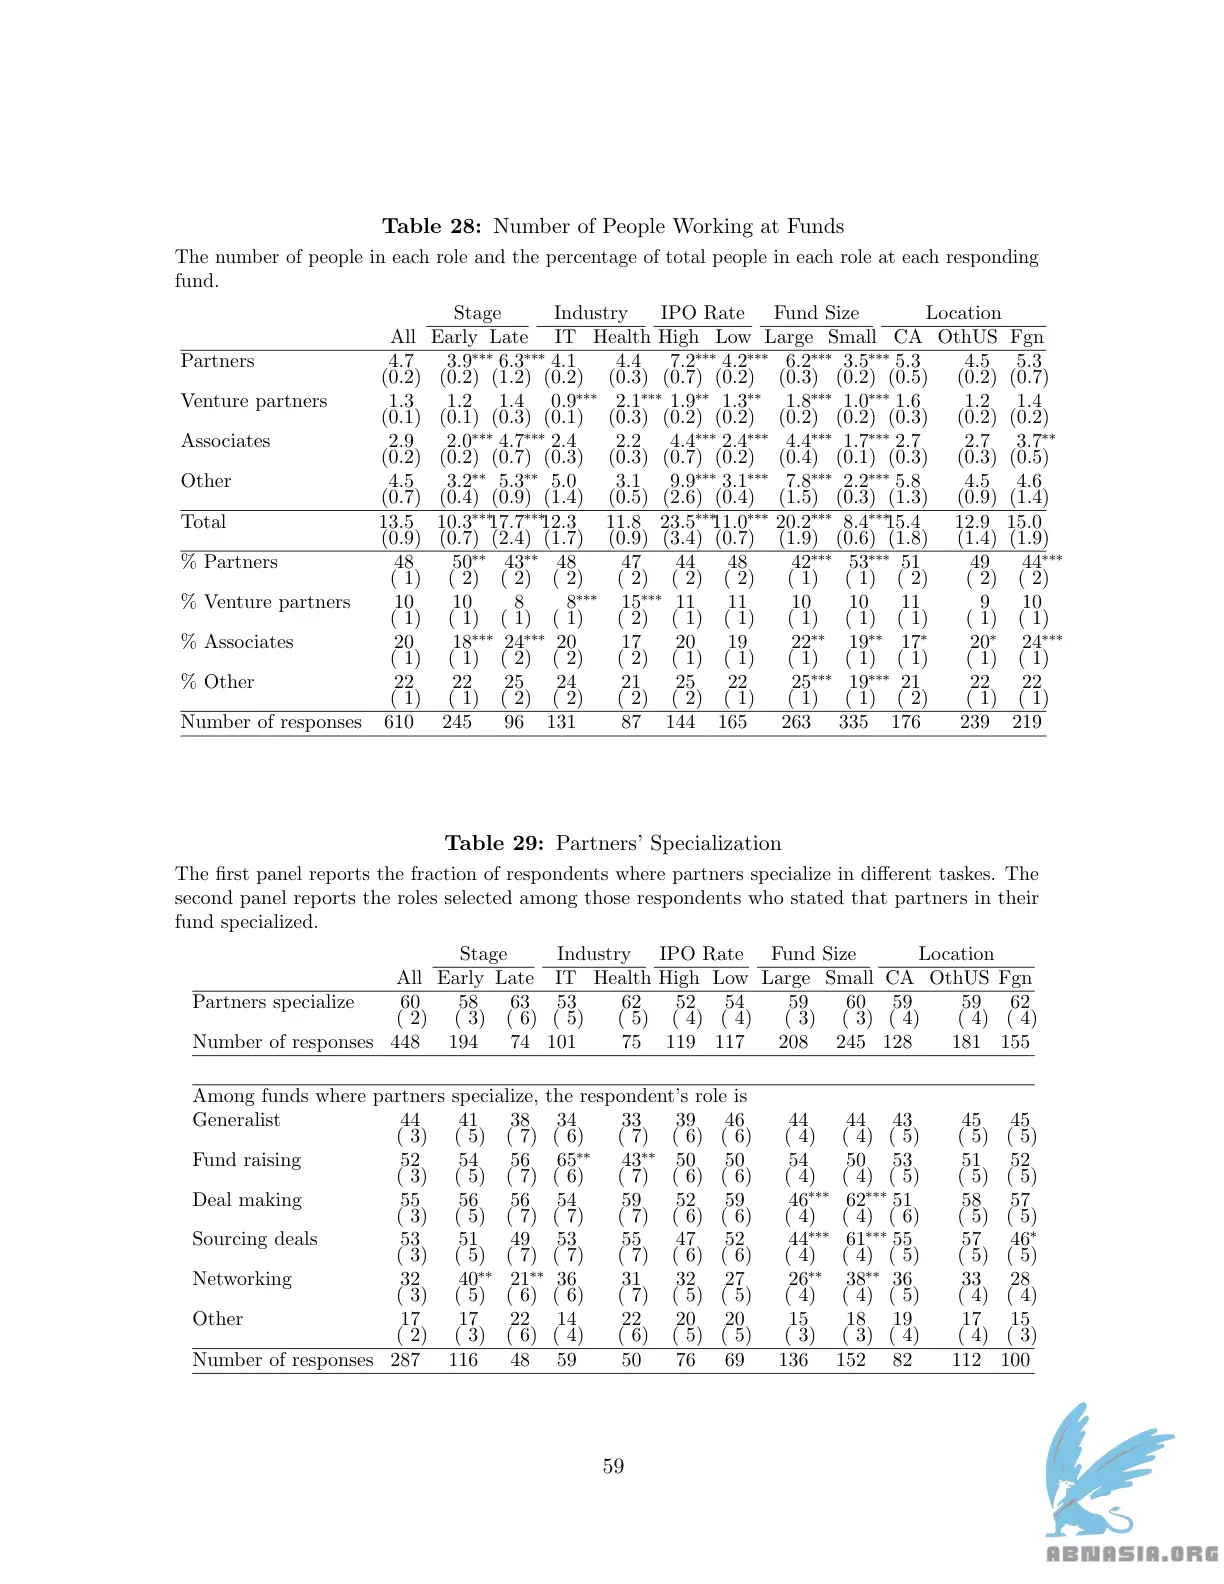 Table 28: Number of People Working at Funds
The number of people in each role and the percentage of total people in each role at each responding
fund.
Stage Industry IPO Rate Fund Size Location
All Early Late IT Health High Low Large Small CA OthUS Fgn
Partners 4.7 3.9*** 6.3*** 4.1 4.4 7.2*** 4.2*** 6.2*** 3.5*** 5.3 4.5 5.3
(0.2) (0.2) (1.2) (0.2) (0.3) (0.7) (0.2) (0.3) (0.2) (0.5) (0.2) (0.7)
Venture partners 1.3 1.2 1.4 0.9*** 2.1*** 1.9** 1.3** 1.8*** 1.0*** 1.6 1.2 1.4
(0.1) (0.1) (0.3) (0.1) (0.3) (0.2) (0.2) (0.2) (0.2) (0.3) (0.2) (0.2)
Associates 2.9 2.0*** 4.7*** 2.4 2.2 4.4*** 2.4*** 4.4*** 1.7*** 2.7 2.7 3.7**
(0.2) (0.2) (0.7) (0.3) (0.3) (0.7) (0.2) (0.4) (0.1) (0.3) (0.3) (0.5)
Other 4.5 3.2** 5.3** 5.0 3.1 9.9*** 3.1*** 7.8*** 2.2*** 5.8 4.5 4.6
(0.7) (0.4) (0.9) (1.4) (0.5) (2.6) (0.4) (1.5) (0.3) (1.3) (0.9) (1.4)
Total 13.5 10.3*** 17.7*** 12.3 11.8 23.5*** 11.0*** 20.2*** 8.4*** 15.4 12.9 15.0
(0.9) (0.7) (2.4) (1.7) (0.9) (3.4) (0.7) (1.9) (0.6) (1.8) (1.4) (1.9)
% Partners 48 50** 43** 48 47 44 48 42*** 53*** 51 49 44***
( 1) ( 2) ( 2) ( 2) ( 2) ( 2) ( 2) ( 1) ( 1) ( 2) ( 2) ( 2)
% Venture partners 10 10 8 8*** 15*** 11 11 10 10 11 9 10
( 1) ( 1) ( 1) ( 1) ( 2) ( 1) ( 1) ( 1) ( 1) ( 1) ( 1) ( 1)
% Associates 20 18*** 24*** 20 17 20 19 22** 19** 17* 20* 24***
( 1) ( 1) ( 2) ( 2) ( 2) ( 1) ( 1) ( 1) ( 1) ( 1) ( 1) ( 1)
% Other 22 22 25 24 21 25 22 25*** 19*** 21 22 22
( 1) ( 1) ( 2) ( 2) ( 2) ( 2) ( 1) ( 1) ( 1) ( 2) ( 1) ( 1)
Number of responses 610 245 96 131 87 144 165 263 335 176 239 219
Table 29: Partners' Specialization
The first panel reports the fraction of respondents where partners specialize in different taskes. The
second panel reports the roles selected among those respondents who stated that partners in their
fund specialized.
Stage Industry IPO Rate Fund Size Location
All Early Late IT Health High Low Large Small CA OthUS Fgn
Partners specialize 60 58 63 53 62 52 54 59 60 59 59 62
( 2) ( 3) ( 6) ( 5) ( 5) ( 4) ( 4) ( 3) ( 3) ( 4) ( 4) ( 4)
Number of responses 448 194 74 101 75 119 117 208 245 128 181 155
Among funds where partners specialize, the respondent's role is
Generalist 44 41 38 34 33 39 46 44 44 43 45 45
( 3) ( 5) ( 7) ( 6) ( 7) ( 6) ( 6) ( 4) ( 4) ( 5) ( 5) ( 5)
Fund raising 52 54 56 65** 43** 50 50 54 50 53 51 52
( 3) ( 5) ( 7) ( 6) ( 7) ( 6) ( 6) ( 4) ( 4) ( 5) ( 5) ( 5)
Deal making 55 56 56 54 59 52 59 46*** 62*** 51 58 57
( 3) ( 5) ( 7) ( 7) ( 7) ( 6) ( 6) ( 4) ( 4) ( 6) ( 5) ( 5)
Sourcing deals 53 51 49 53 55 47 52 44*** 61*** 55 57 46*
( 3) ( 5) ( 7) ( 7) ( 7) ( 6) ( 6) ( 4) ( 4) ( 5) ( 5) ( 5)
Networking 32 40** 21** 36 31 32 27 26** 38** 36 33 28
( 3) ( 5) ( 6) ( 6) ( 7) ( 5) ( 5) ( 4) ( 4) ( 5) ( 4) ( 4)
Other 17 17 22 14 22 20 20 15 18 19 17 15
( 2) ( 3) ( 6) ( 4) ( 6) ( 5) ( 5) ( 3) ( 3) ( 4) ( 4) ( 3)
Number of responses 287 116 48 59 50 76 69 136 152 82 112 100
59
ABNASIA.ORG